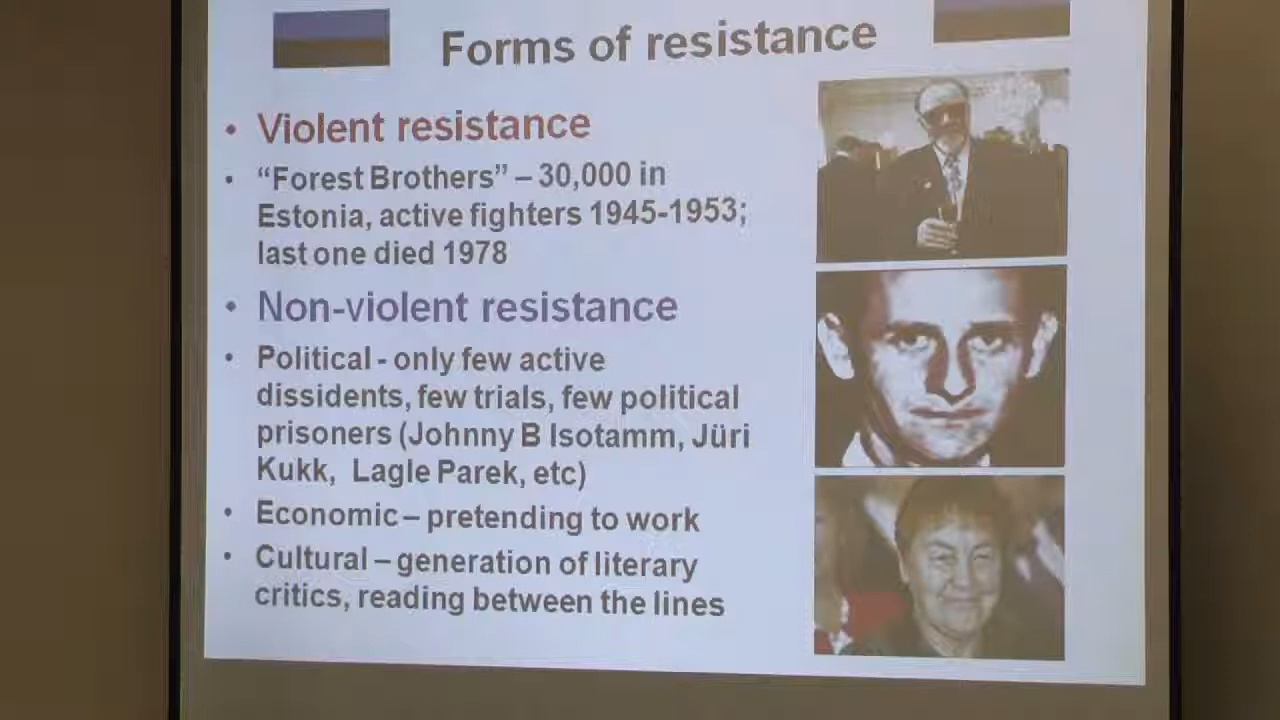 Forms of resistance
• Violent resistance
• “Forest Brothers” – 30,000 in
Estonia, active fighters 1945-1953;
last one died 1978
• Non-violent resistance
• Political - only few active
dissidents, few trials, few political
prisoners (Johnny B Isotamm, Jüri
Kukk, Lagle Parek, etc)
• Economic – pretending to work
• Cultural – generation of literary
critics, reading between the lines